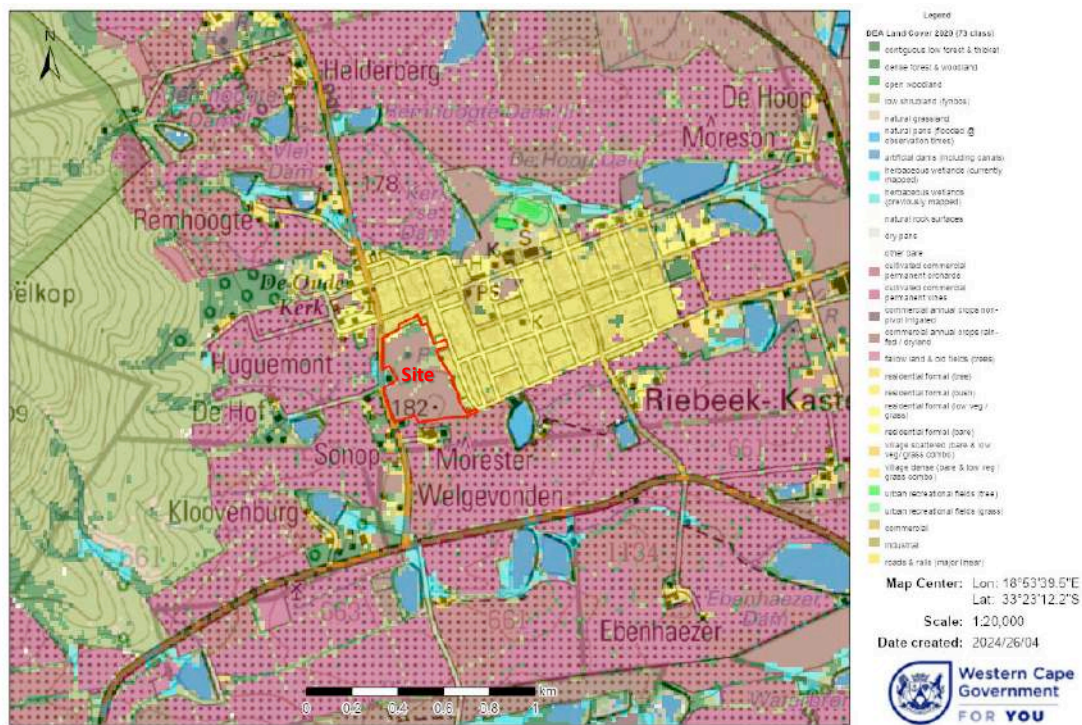 N
Helderberg
De Hoop
Môreson
De Hoop Dam
178
Remhoogte
Dam
De Oude
Kerk
K
S
PS
K
Huguemont
Site
182
De Hof
Sonop
Môrester
Riebeek-Kaste
Welgevonden
Kloovenburg
661
134
Ebenhaezer
Dam
Ebenhaezer
km
0 0.2 0.4 0.6 0.8 1
Legend
DEA Land Cover 2020 (73 class)
contiguous low forest & thicket
dense forest & woodland
open woodland
low shrubland (fynbos)
natural grassland
natural pans (flooded @
observation times)
artificial dams (including canals)
herbaceous wetlands (currently
mapped)
herbaceous wetlands
(previously mapped)
natural rock surfaces
dry pans
other bare
cultivated commercial
permanent orchards
cultivated commercial
permanent vines
commercial annual crops non-
pivot irrigated
commercial annual crops rain-
fed / dryland
fallow land & old fields (trees)
residential formal (tree)
residential formal (bush)
residential formal (low veg /
grass)
residential formal (bare)
village scattered (bare & low
veg/ grass combo)
village dense (bare & low veg /
grass combo)
urban recreational fields (tree)
urban recreational fields (grass)
commercial
industrial
roads & rails (major linear)
Map Center: Lon: 18°53'39.5"E
Lat: 33°23'12.2"S
Scale: 1:20,000
Date created: 2024/26/04
Western Cape
Government
FOR YOU